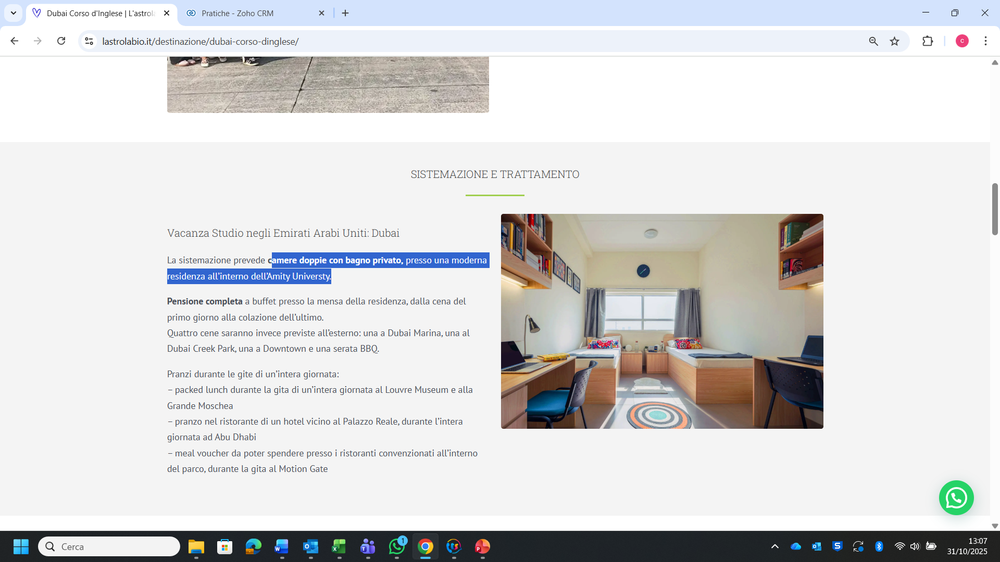 Dubai Corso d'Inglese | L'astrola
Pratiche - Zoho CRM
lastrolabio.it/destinazione/dubai-corso-dinglese/
C
SISTEMAZIONE E TRATTAMENTO
Vacanza Studio negli Emirati Arabi Uniti: Dubai
La sistemazione prevede camere doppie con bagno privato, presso una moderna
residenza all’interno dell’Amity Universty.
Pensione completa a buffet presso la mensa della residenza, dalla cena del
primo giorno alla colazione dell’ultimo.
Quattro cene saranno invece previste all’esterno: una a Dubai Marina, una al
Dubai Creek Park, una a Downtown e una serata BBQ.
Pranzi durante le gite di un’intera giornata:
– packed lunch durante la gita di un’intera giornata al Louvre Museum e alla
Grande Moschea
– pranzo nel ristorante di un hotel vicino al Palazzo Reale, durante l’intera
giornata ad Abu Dhabi
– meal voucher da poter spendere presso i ristoranti convenzionati all’interno
del parco, durante la gita al Motion Gate
Cerca
1
13:07
31/10/2025